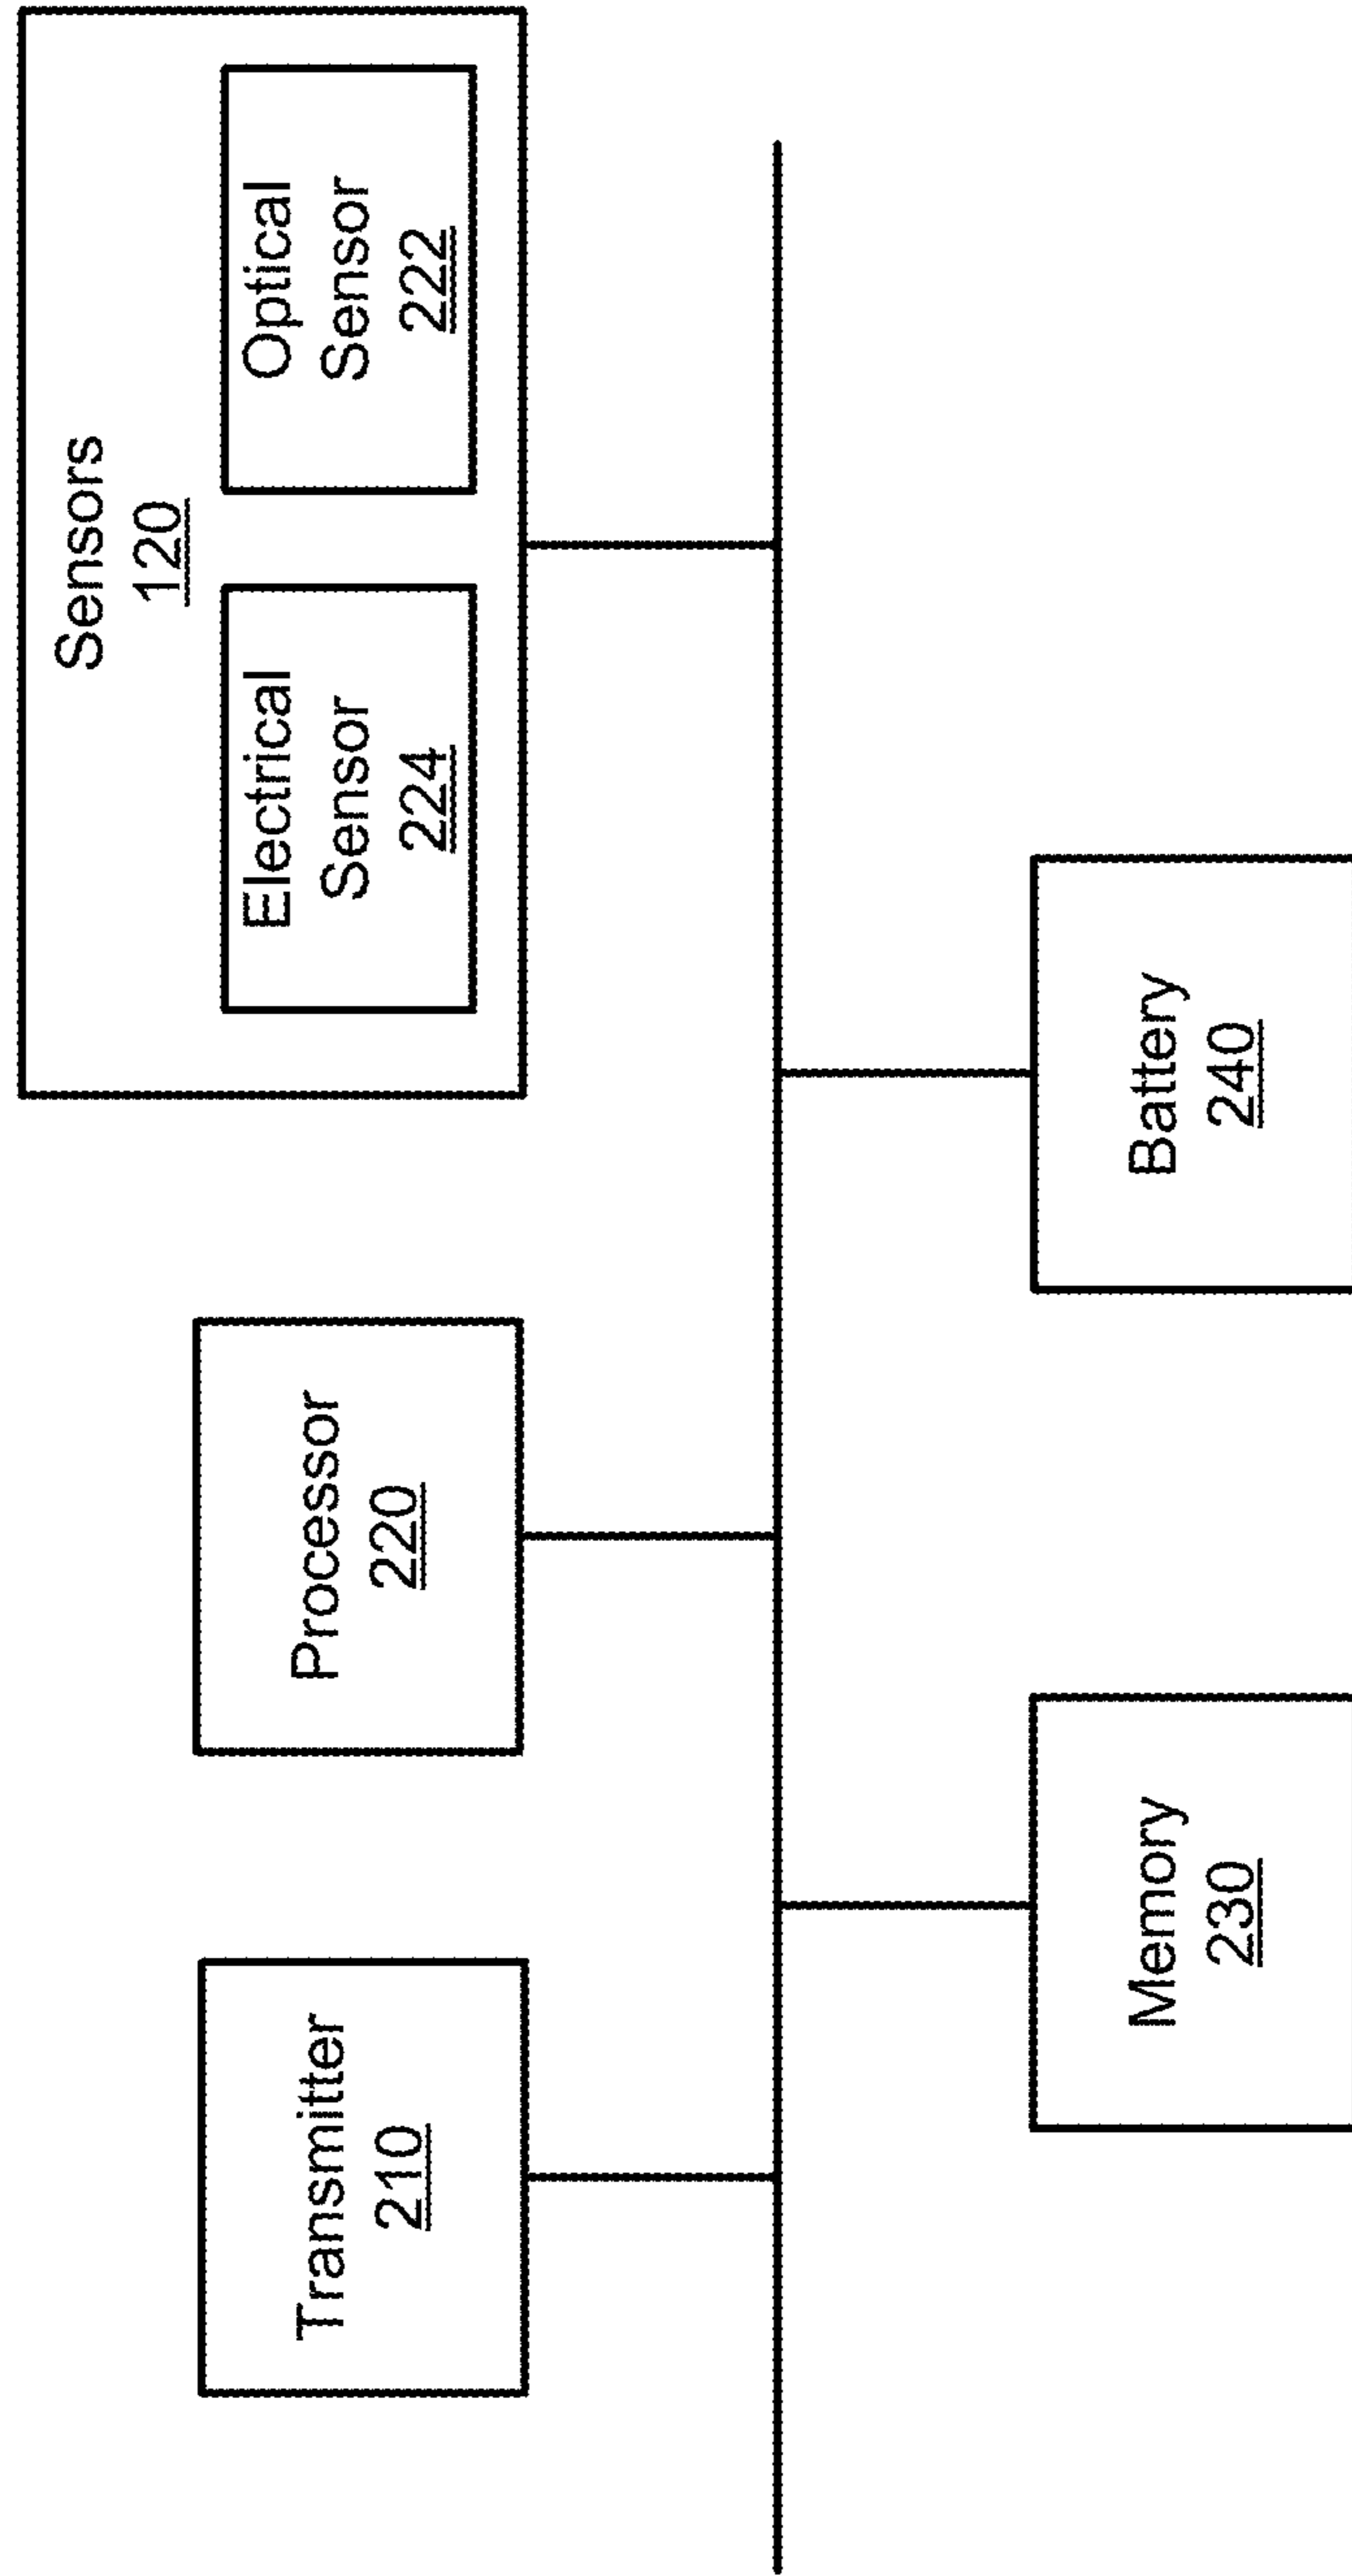 Transmitter
210
Processor
220
Sensors
120
Electrical
Sensor
224
Optical
Sensor
222
Memory
230
Battery
240